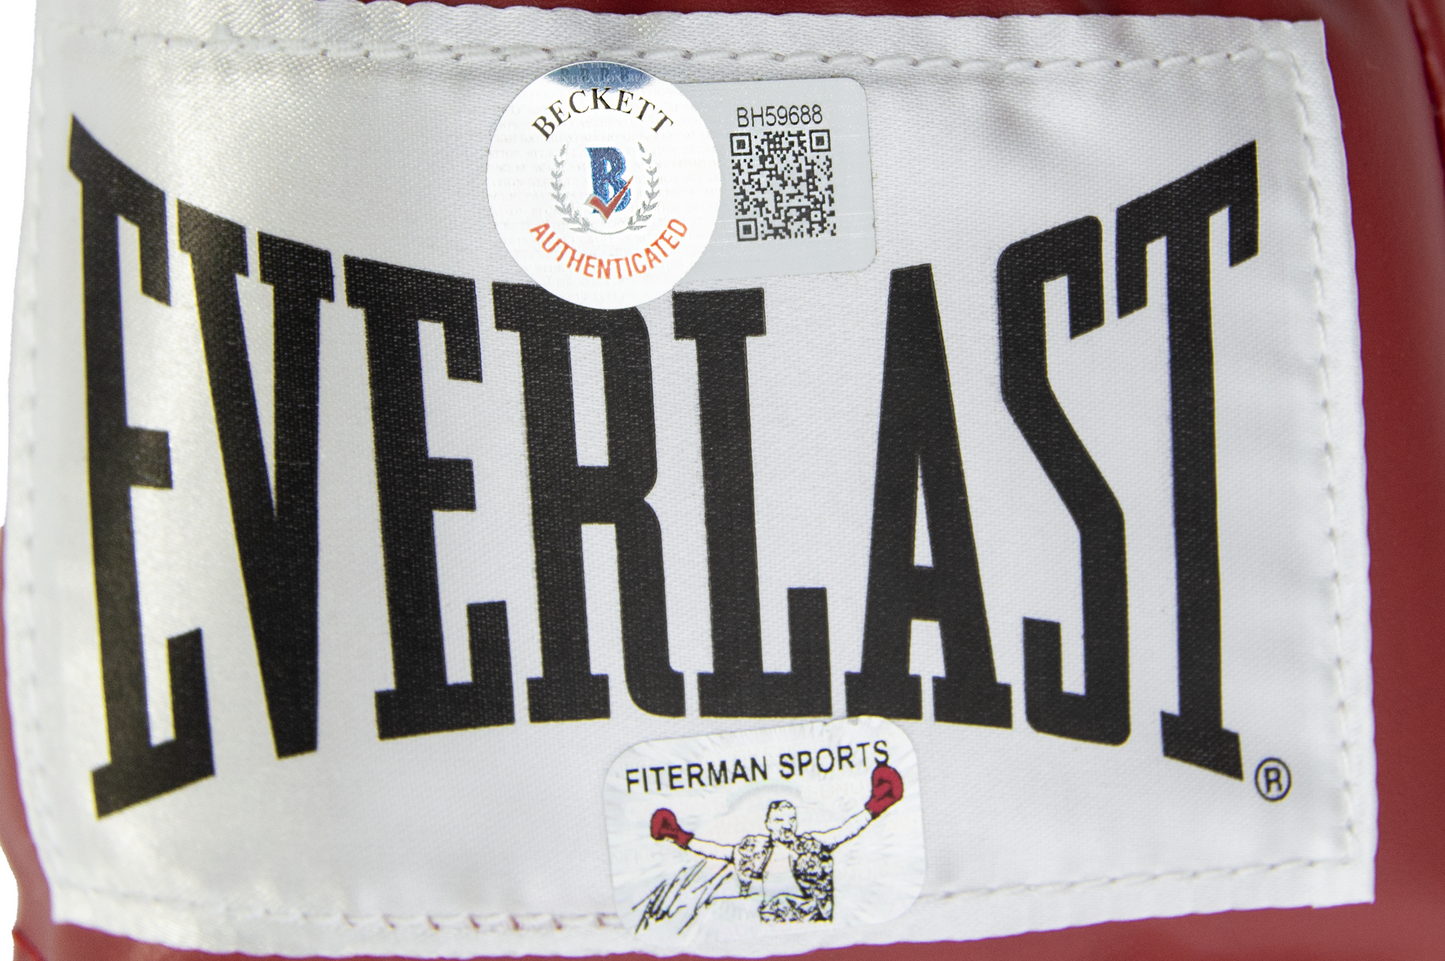 BECKETT
AUTHENTICATED
BH59688
EVERLAST
®
FITERMAN SPORTS